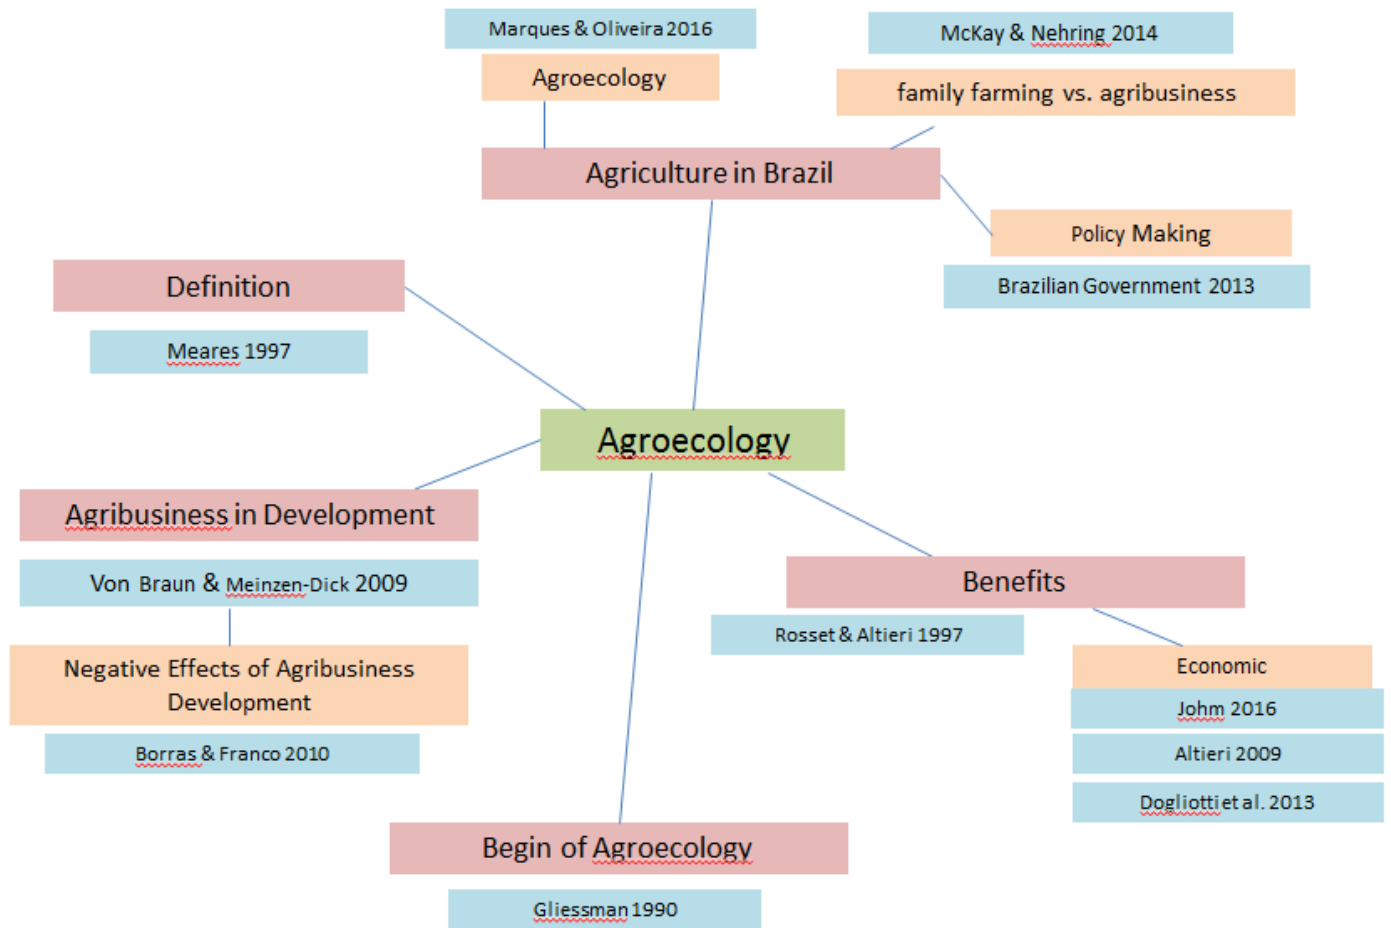 Marques & Oliveira 2016
McKay & Nehring 2014
Agroecology
family farming vs. agribusiness
Agriculture in Brazil
Policy Making
Brazilian Government 2013
Definition
Meares 1997
Agroecology
Agribusiness in Development
Von Braun & Meinzen-Dick 2009
Negative Effects of Agribusiness
Development
Borras & Franco 2010
Benefits
Rosset & Altieri 1997
Economic
Johm 2016
Altieri 2009
Dogliotti et al. 2013
Begin of Agroecology
Gliessman 1990